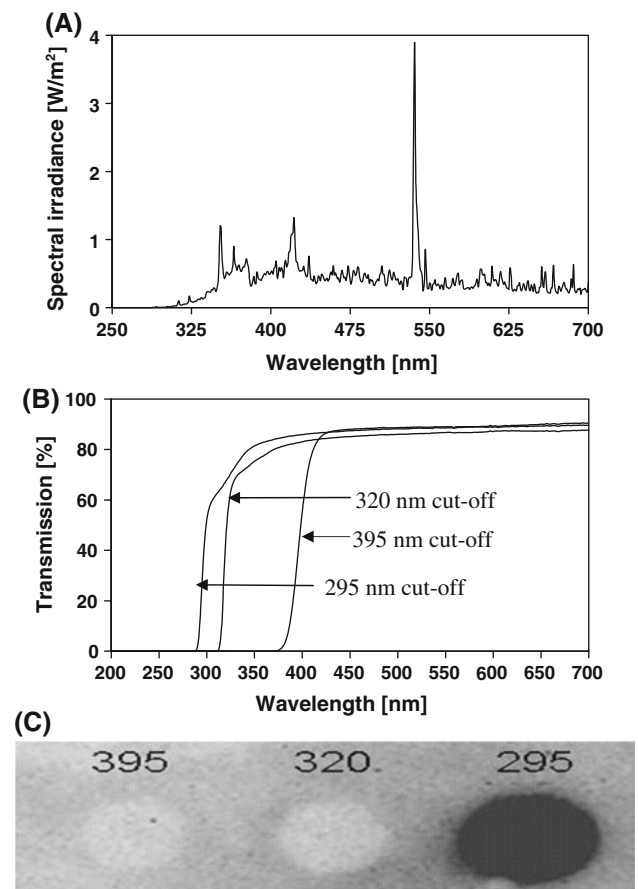 (A)
Spectral irradiance [W/m²]
4
3
2
1
0
250 325 400 475 550 625 700
Wavelength [nm]
(B)
Transmission [%]
100
80
60
40
20
0
320 nm cut-off
395 nm cut-off
295 nm cut-off
200 250 300 350 400 450 500 550 600 650 700
Wavelength [nm]
(C)
395 320 295